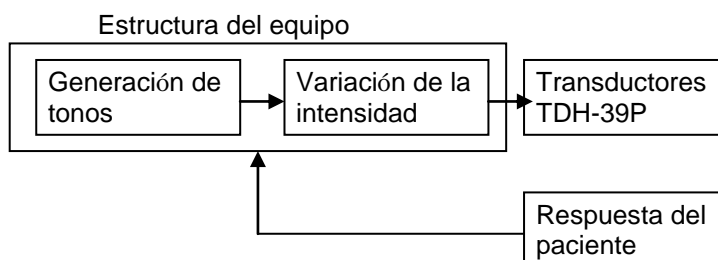 Estructura del equipo
Generación de
tonos
Variación de la
intensidad
Transductores
TDH-39P
Respuesta del
paciente